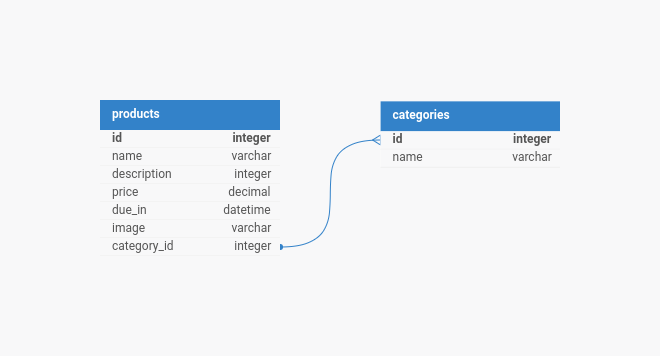 products
id integer
name varchar
description integer
price decimal
due_in datetime
image varchar
category_id integer
categories
id integer
name varchar